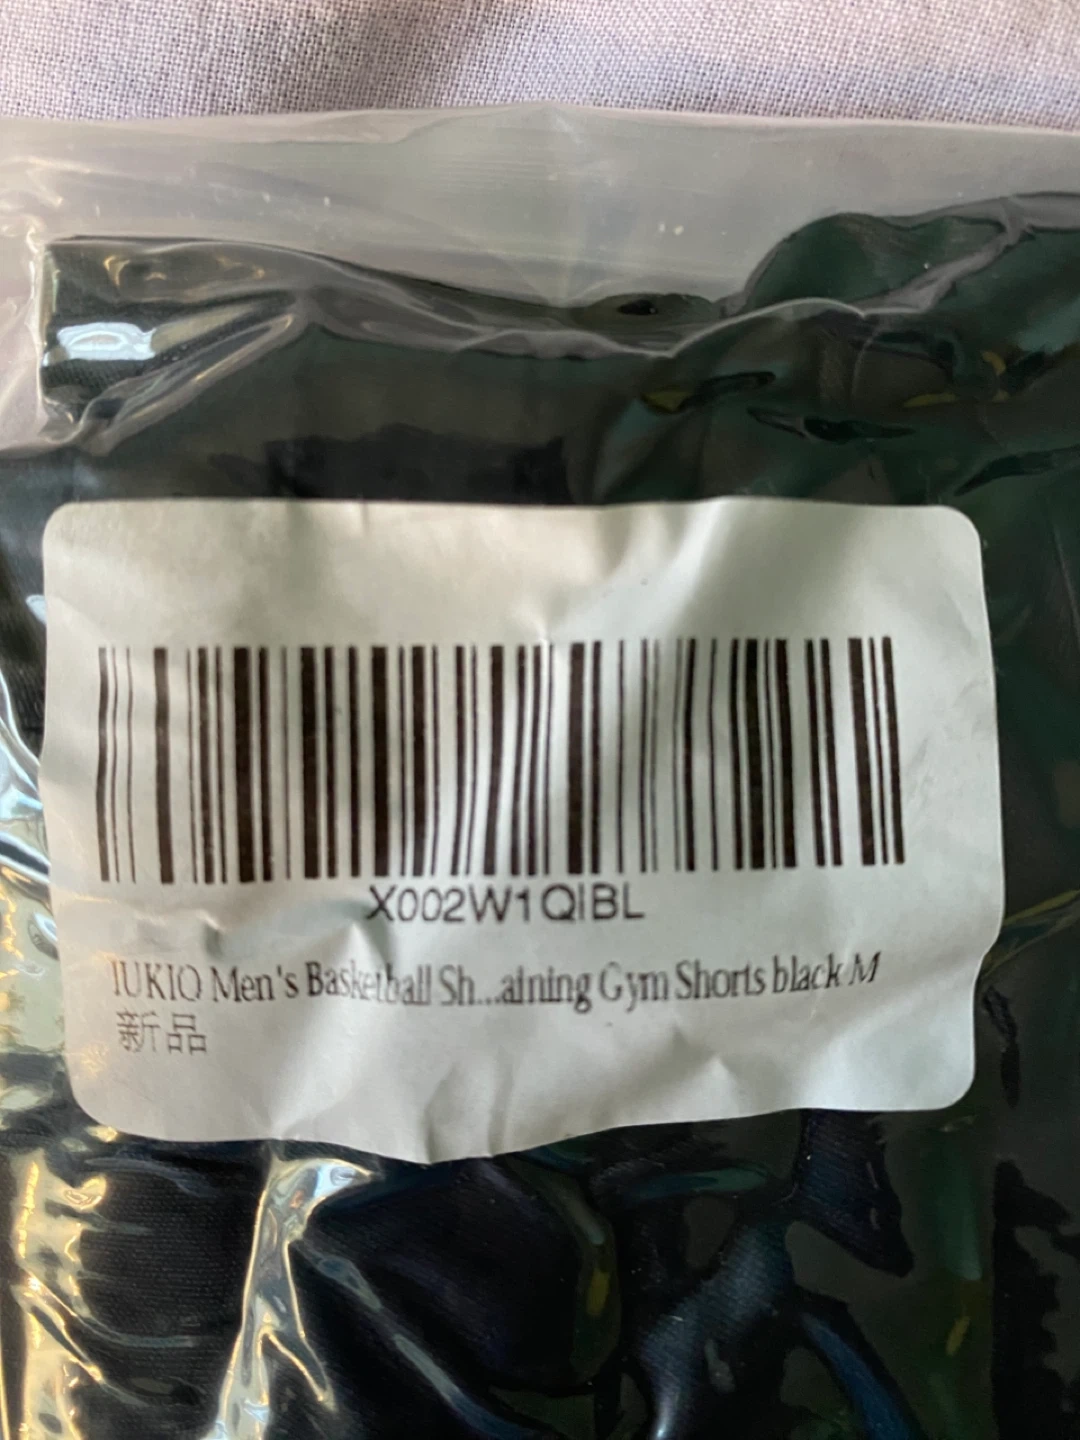 X002W1QIBL
IUKIO Men's Basketball Sh...aining Gym Shorts black M
新品